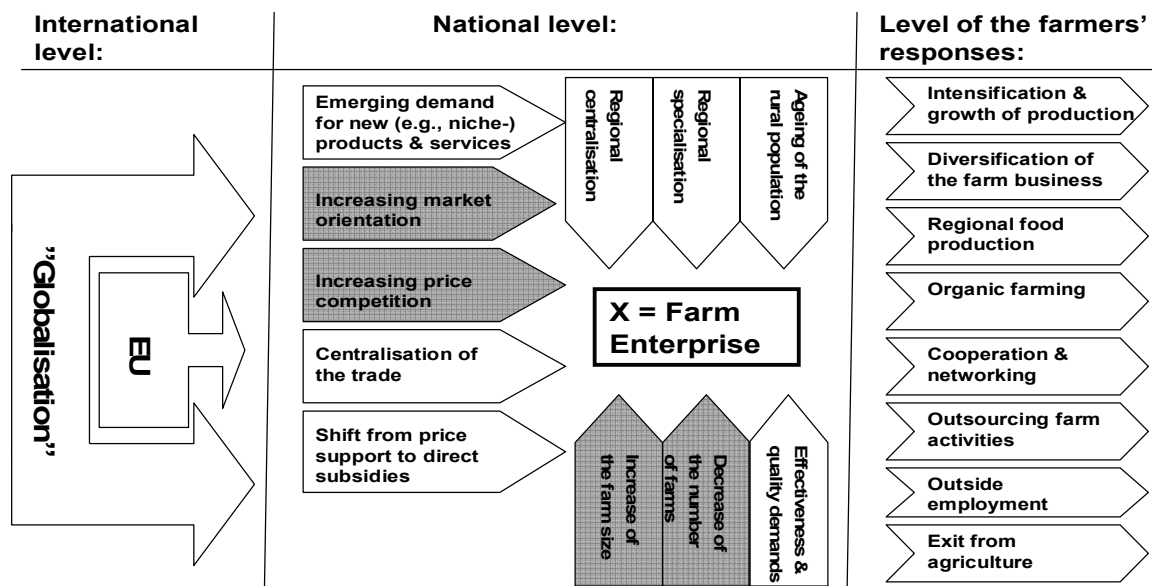 International
level:
National level:
Level of the farmers’
responses:
”Globalisation”
EU
Emerging demand
for new (e.g., niche-)
products & services
Increasing market
orientation
Increasing price
competition
Centralisation of
the trade
Shift from price
support to direct
subsidies
Regional
centralisation
Regional
specialisation
Ageing of the
rural population
X = Farm
Enterprise
Increase of
the farm size
Decrease of
the number
of farms
Effectiveness &
quality demands
Intensification &
growth of production
Diversification of
the farm business
Regional food
production
Organic farming
Cooperation &
networking
Outsourcing farm
activities
Outside
employment
Exit from
agriculture